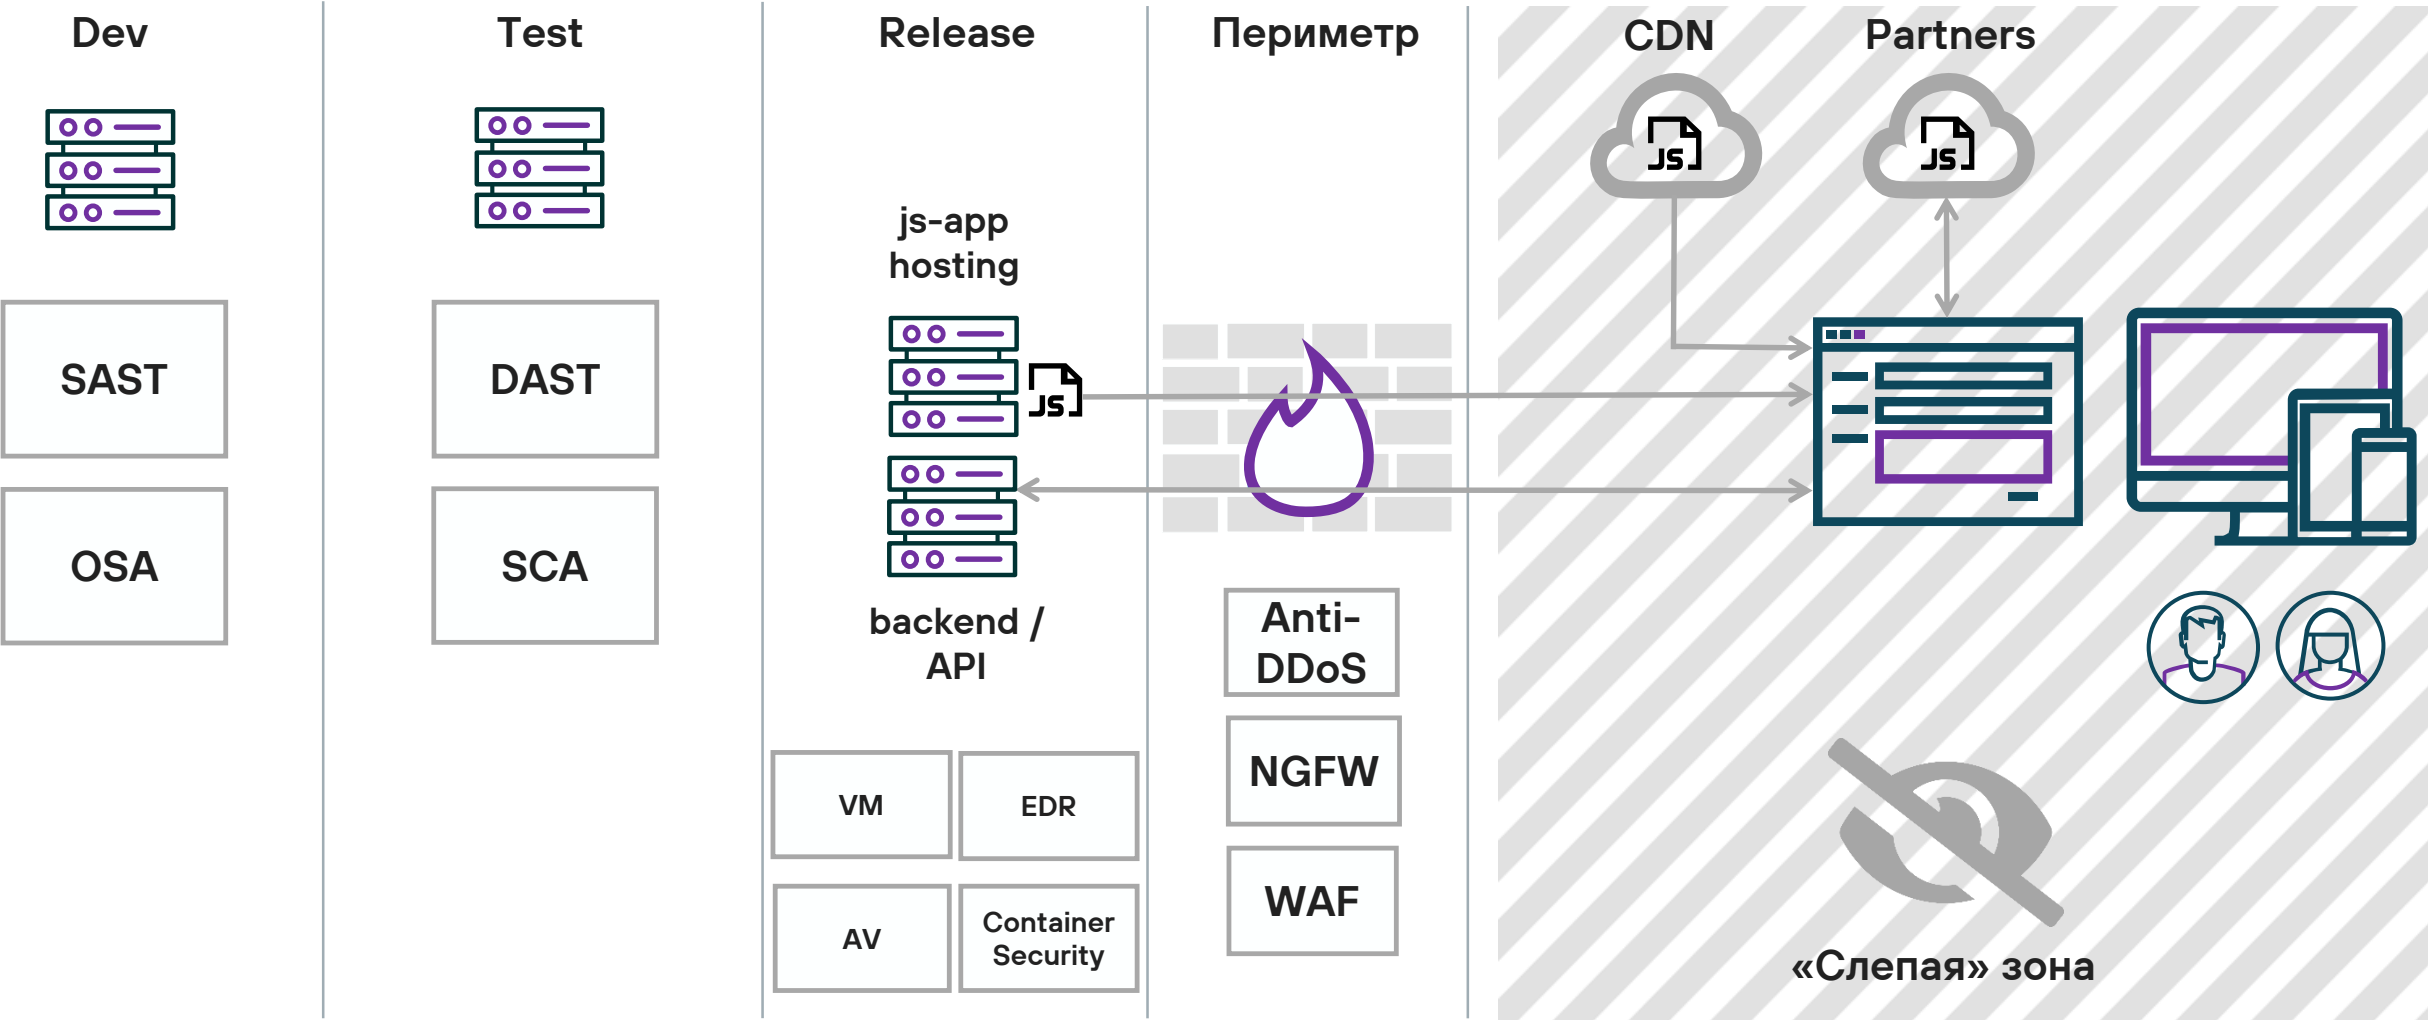 Dev
Test
Release
Периметр
CDN
Partners
JS
JS
js-app
hosting
JS
SAST
DAST
OSA
SCA
backend /
API
Anti-
DDoS
NGFW
WAF
VM
EDR
AV
Container
Security
«Слепая» зона